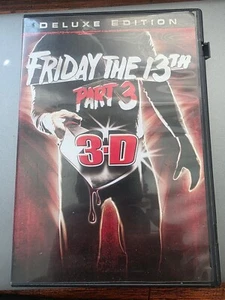 DELUXE EDITION
FRIDAY THE 13TH
PART 3
3-D